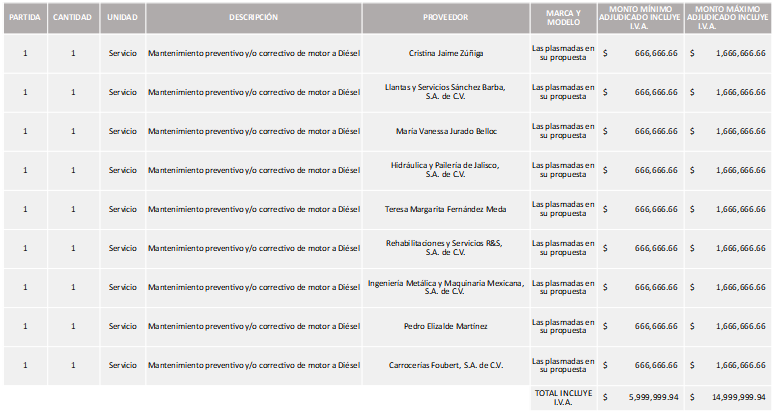 PARTIDA CANTIDAD UNIDAD DESCRIPCIÓN PROVEEDOR MARCA Y MODELO MONTO MÍNIMO ADJUDICADO INCLUYE I.V.A. MONTO MÁXIMO ADJUDICADO INCLUYE I.V.A.
1 1 Servicio Mantenimiento preventivo y/o correctivo de motor a Diésel Cristina Jaime Zúñiga Las plasmadas en su propuesta $ 666,666.66 $ 1,666,666.66
1 1 Servicio Mantenimiento preventivo y/o correctivo de motor a Diésel Llantas y Servicios Sánchez Barba, S.A. de C.V. Las plasmadas en su propuesta $ 666,666.66 $ 1,666,666.66
1 1 Servicio Mantenimiento preventivo y/o correctivo de motor a Diésel María Vanessa Jurado Belloc Las plasmadas en su propuesta $ 666,666.66 $ 1,666,666.66
1 1 Servicio Mantenimiento preventivo y/o correctivo de motor a Diésel Hidráulica y Pailería de Jalisco, S.A. de C.V. Las plasmadas en su propuesta $ 666,666.66 $ 1,666,666.66
1 1 Servicio Mantenimiento preventivo y/o correctivo de motor a Diésel Teresa Margarita Fernández Meda Las plasmadas en su propuesta $ 666,666.66 $ 1,666,666.66
1 1 Servicio Mantenimiento preventivo y/o correctivo de motor a Diésel Rehabilitaciones y Servicios R&S, S.A. de C.V. Las plasmadas en su propuesta $ 666,666.66 $ 1,666,666.66
1 1 Servicio Mantenimiento preventivo y/o correctivo de motor a Diésel Ingeniería Metálica y Maquinaria Mexicana, S.A. de C.V. Las plasmadas en su propuesta $ 666,666.66 $ 1,666,666.66
1 1 Servicio Mantenimiento preventivo y/o correctivo de motor a Diésel Pedro Elizalde Martínez Las plasmadas en su propuesta $ 666,666.66 $ 1,666,666.66
1 1 Servicio Mantenimiento preventivo y/o correctivo de motor a Diésel Carrocerías Foubert, S.A. de C.V. Las plasmadas en su propuesta $ 666,666.66 $ 1,666,666.66
TOTAL INCLUYE I.V.A. $ 5,999,999.94 $ 14,999,999.94